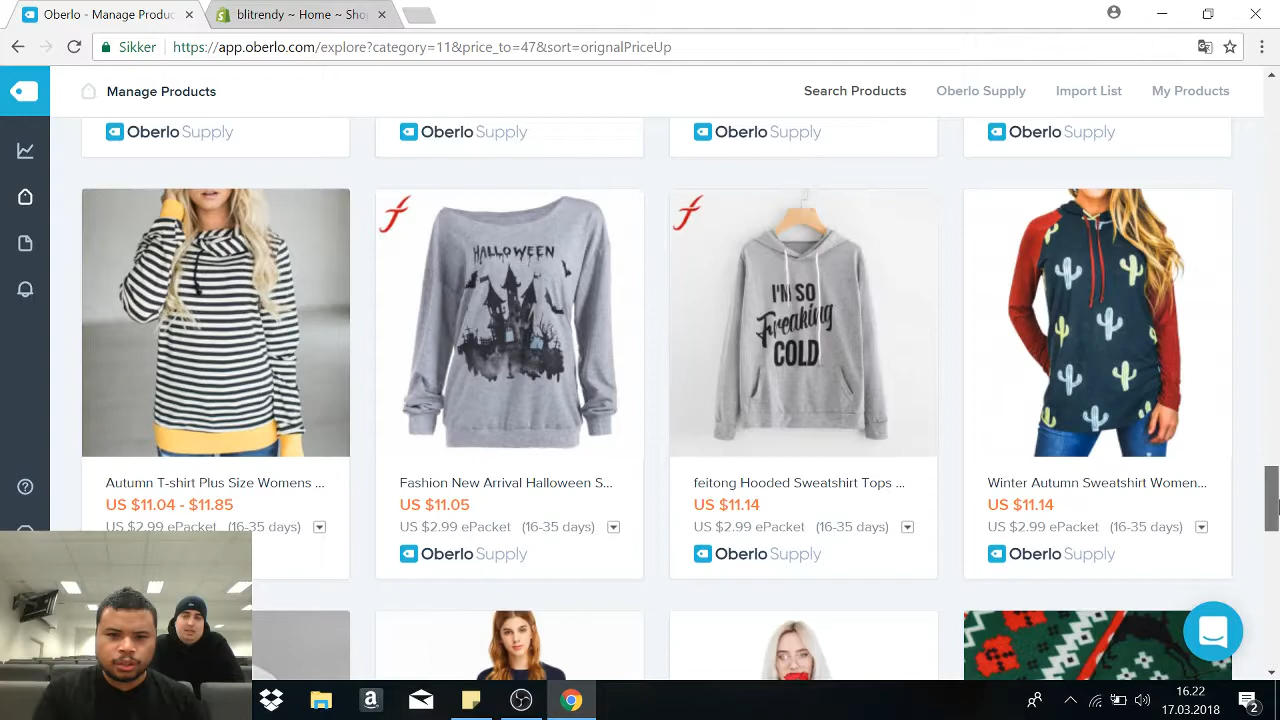 Oberlo - Manage Produc
blitrendy ~ Home ~ Sho
Sikker
https://app.oberlo.com/explore?category=11&price_to=47&sort=orignalPriceUp
Manage Products
Search Products
Oberlo Supply
Import List
My Products
Oberlo Supply
Oberlo Supply
Oberlo Supply
Oberlo Supply
HALLOWEEN
I'M SO
Freaking
COLD
Autumn T-shirt Plus Size Womens ...
US $11.04 - $11.85
US $2.99 ePacket (16-35 days)
Fashion New Arrival Halloween S...
US $11.05
US $2.99 ePacket (16-35 days)
Oberlo Supply
feitong Hooded Sweatshirt Tops ...
US $11.14
US $2.99 ePacket (16-35 days)
Oberlo Supply
Winter Autumn Sweatshirt Women...
US $11.14
US $2.99 ePacket (16-35 days)
Oberlo Supply
16.22
17.03.2018
2